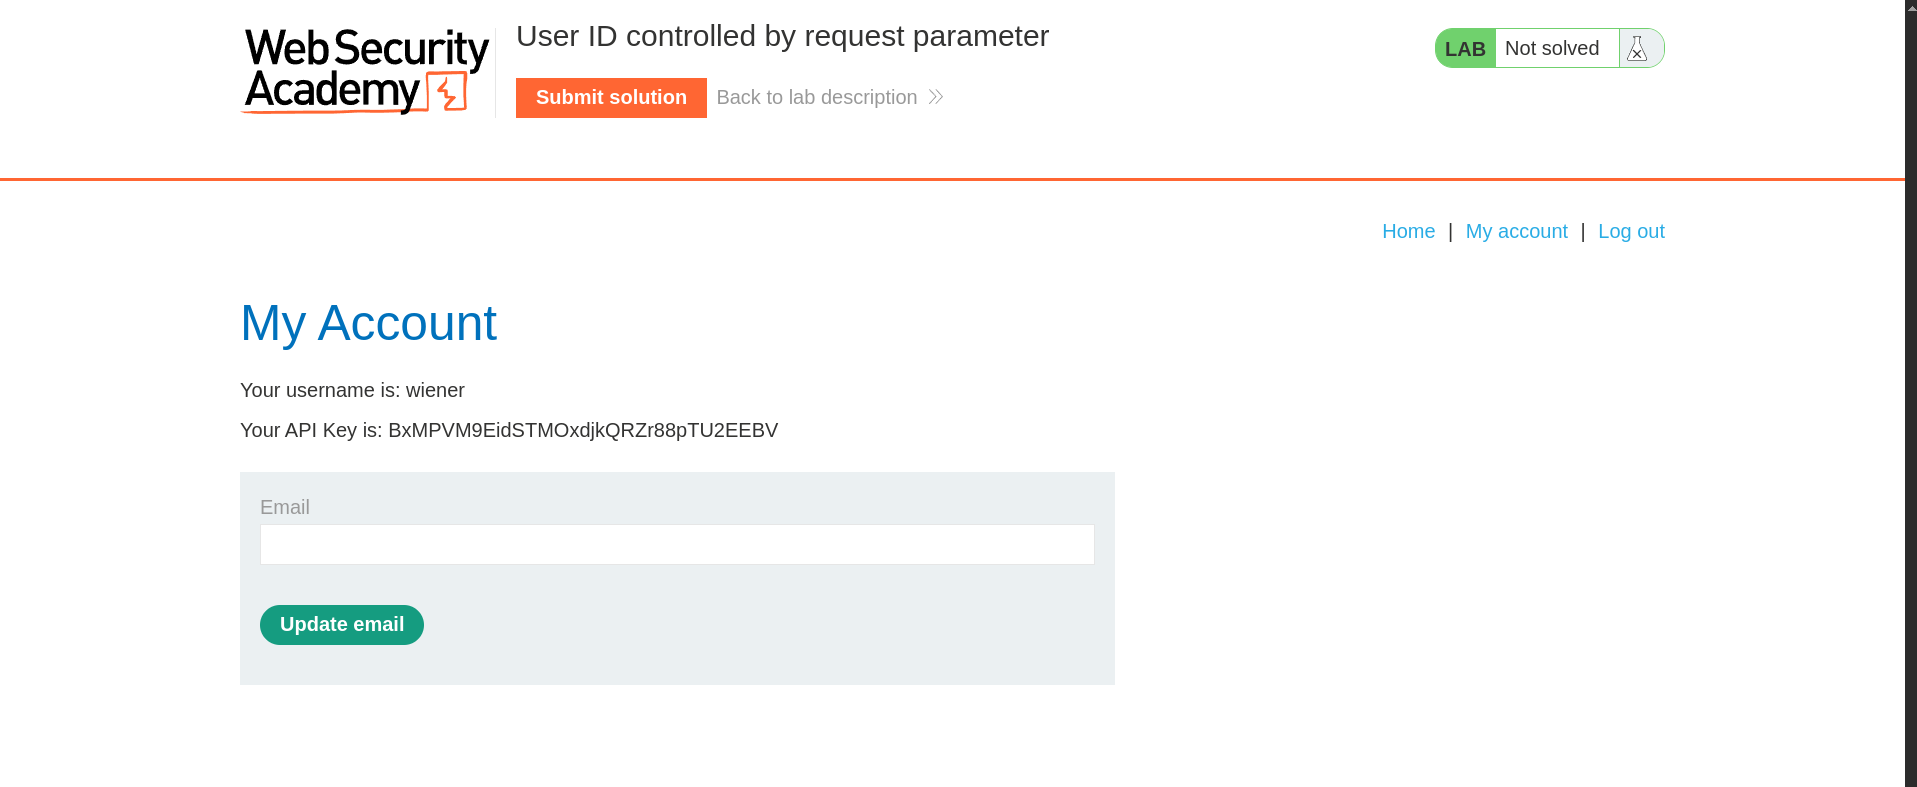 Web Security
Academy
User ID controlled by request parameter
Submit solution
Back to lab description
LAB
Not solved
Home | My account | Log out
My Account
Your username is: wiener
Your API Key is: BxMPVM9EidSTMOxdjkQRZr88pTU2EEBV
Email
Update email